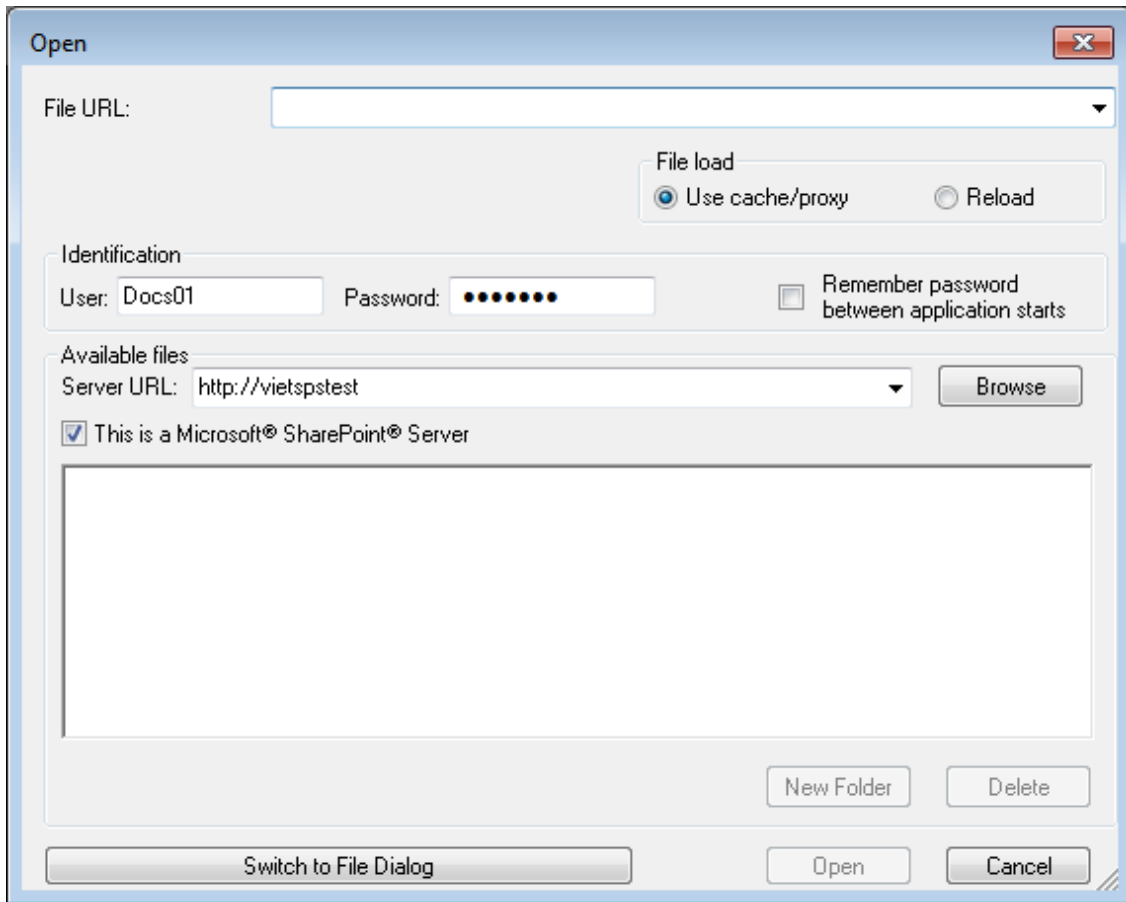 Open
File URL:
File load
Use cache/proxy
Reload
Identification
User: Docs01
Password: ●●●●●●●
Remember password
between application starts
Available files
Server URL: http://vietspstest
Browse
This is a Microsoft® SharePoint® Server
New Folder
Delete
Switch to File Dialog
Open
Cancel